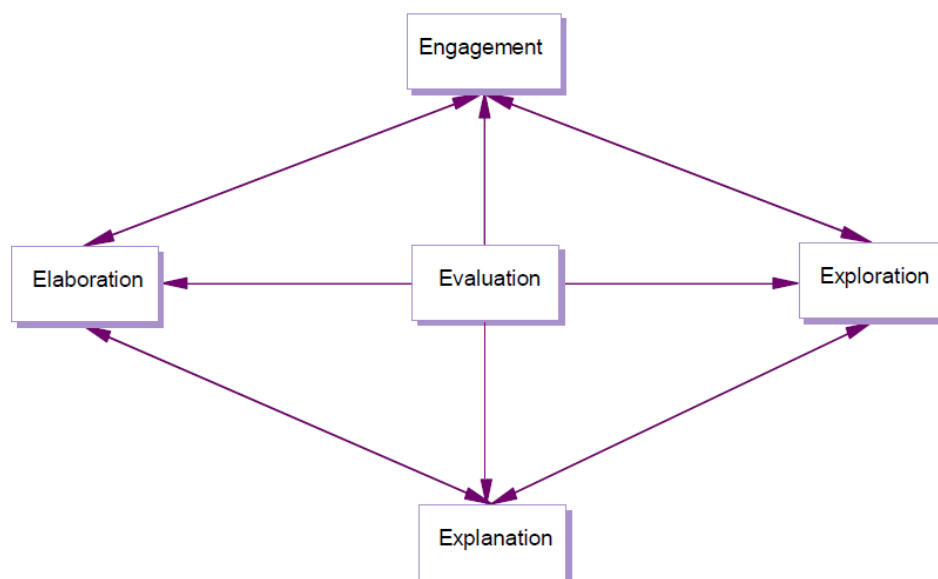 Engagement
Elaboration
Evaluation
Exploration
Explanation